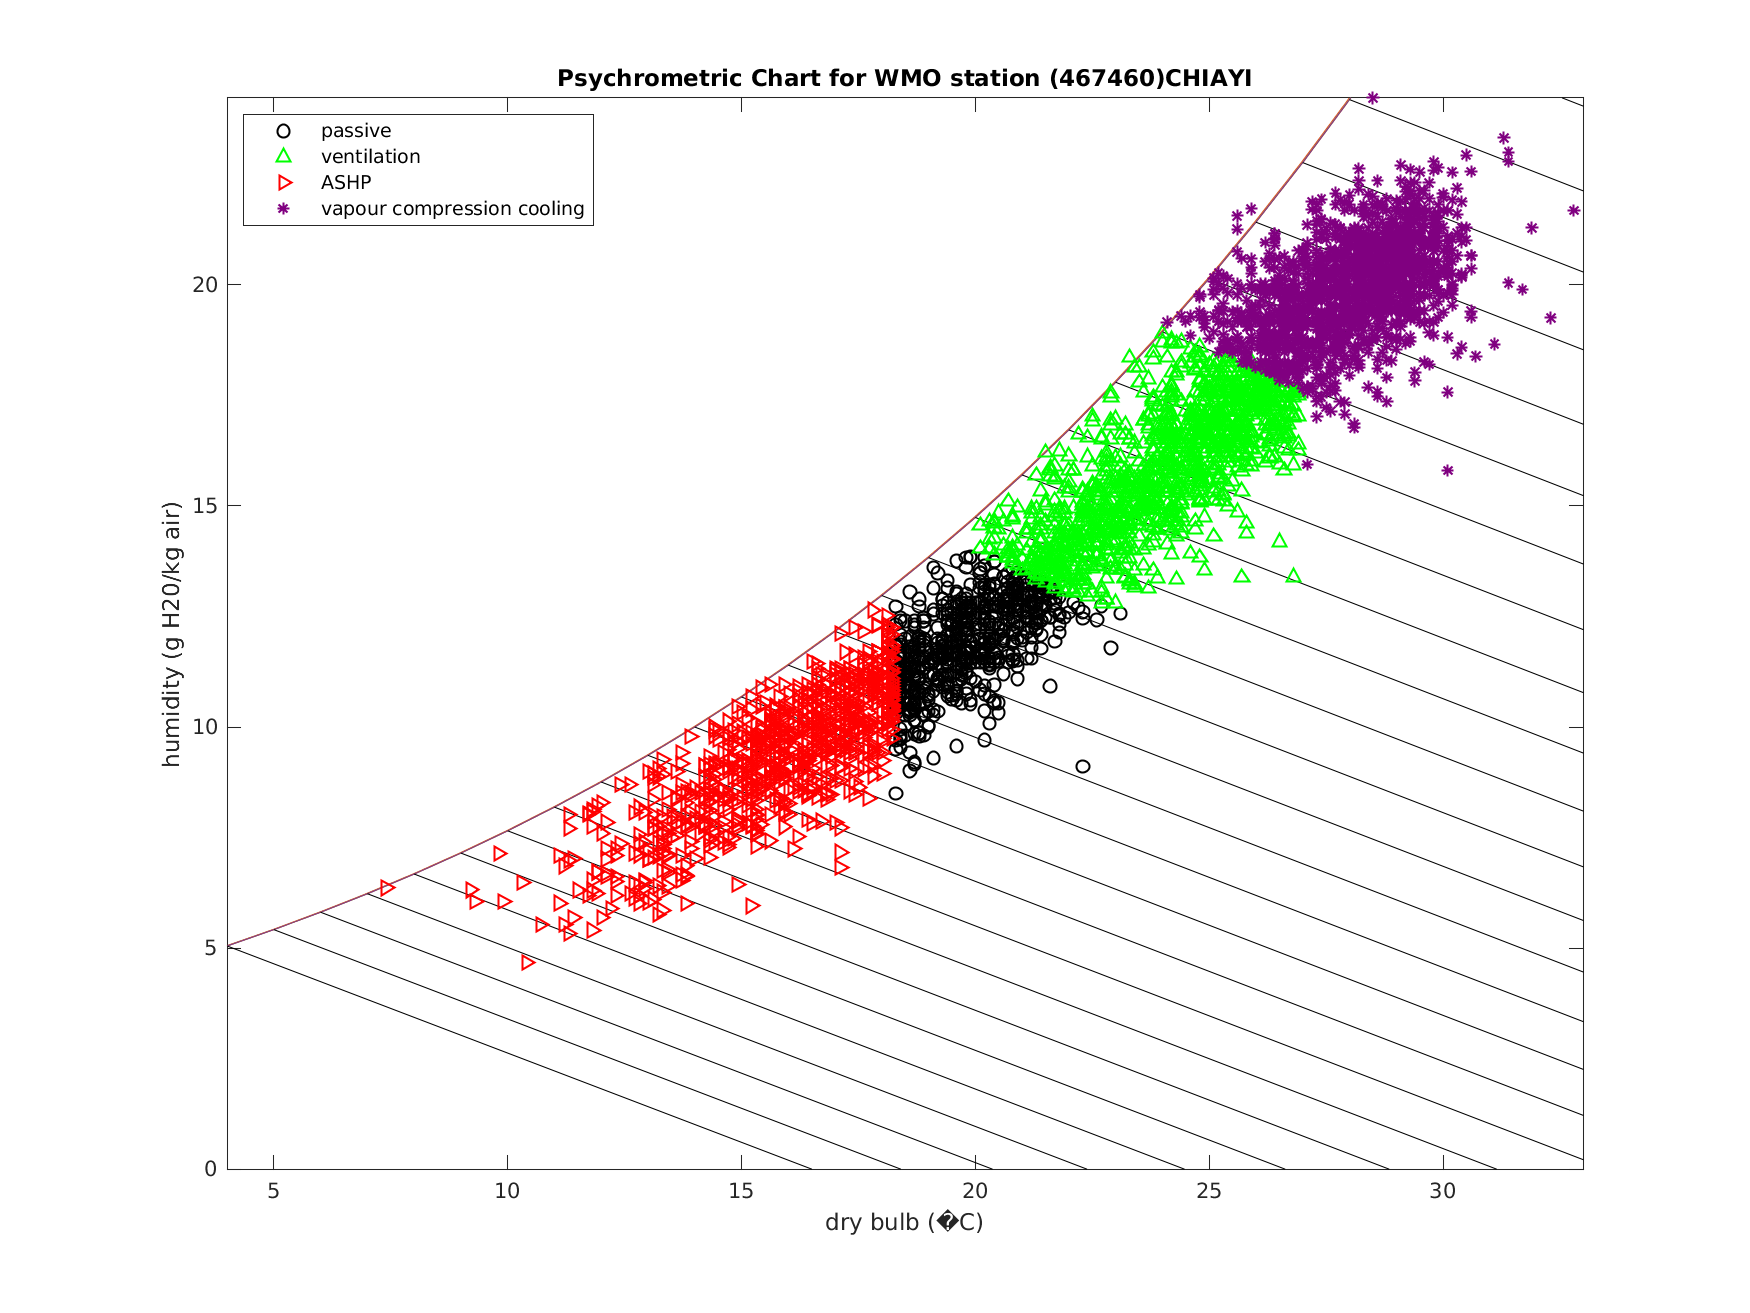 Psychrometric Chart for WMO station (467460)CHIAYI
passive
ventilation
ASHP
vapour compression cooling
humidity (g H20/kg air)
20
15
10
5
0
5 10 15 20 25 30
dry bulb (�C)